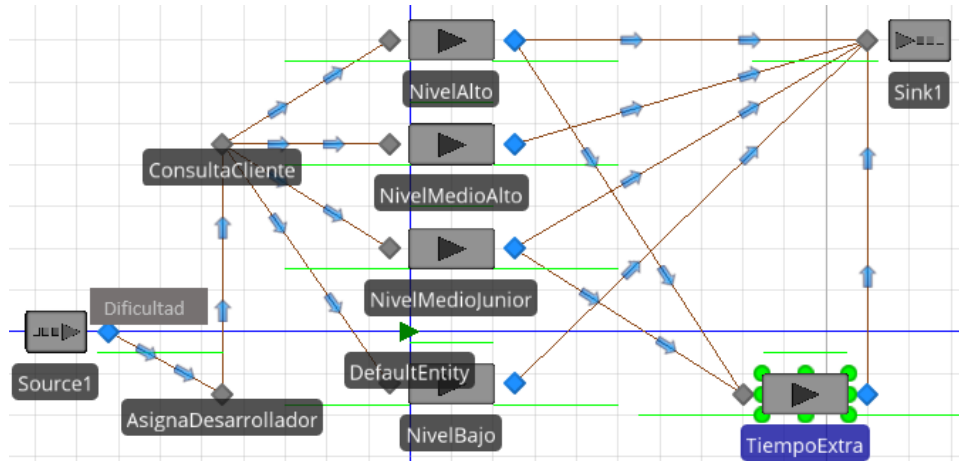 NivelAlto
Sink1
ConsultaCliente
NivelMedioAlto
NivelMedioJunior
Dificultad
Source1
DefaultEntity
AsignaDesarrollador
NivelBajo
TiempoExtra